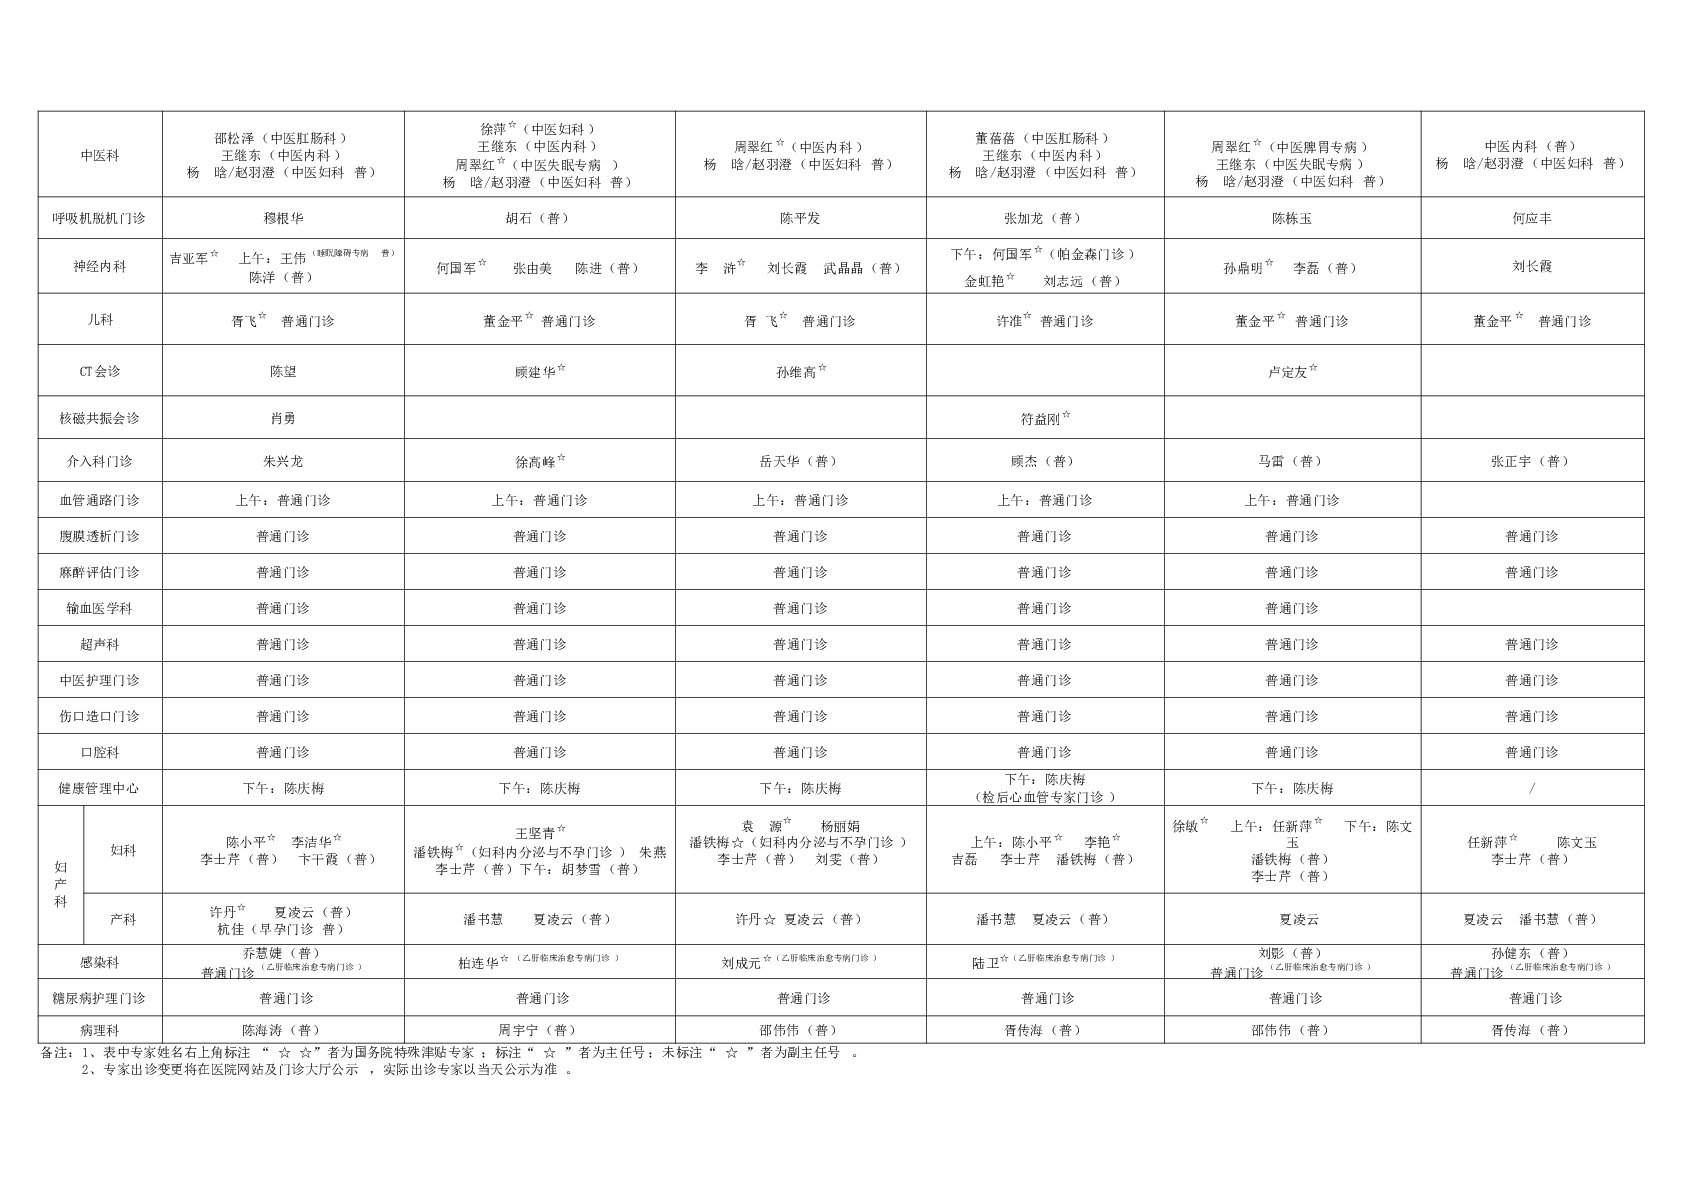 中医科
邵松泽（中医肛肠科）
王继东（中医内科）
杨　晗/赵羽澄（中医妇科 普）
徐萍☆（中医妇科）
王继东（中医内科）
周翠红☆（中医失眠专病 ）
杨　晗/赵羽澄（中医妇科 普）
周翠红☆（中医内科）
杨　晗/赵羽澄（中医妇科 普）
董蓓蓓（中医肛肠科）
王继东（中医内科）
杨　晗/赵羽澄（中医妇科 普）
周翠红☆（中医脾胃专病）
王继东（中医失眠专病）
杨　晗/赵羽澄（中医妇科 普）
中医内科（普）
杨　晗/赵羽澄（中医妇科 普）
呼吸机脱机门诊
穆根华
胡石（普）
陈平发
张加龙（普）
陈栋玉
何应丰
神经内科
吉亚军☆　上午：王伟（睡眠障碍专病　普）
陈洋（普）
何国军☆　张由美　陈进（普）
李　浒☆　刘长霞　武晶晶（普）
下午：何国军☆（帕金森门诊）
金虹艳☆　刘志远（普）
孙鼎明☆　李磊（普）
刘长霞
儿科
胥飞☆　普通门诊
董金平☆ 普通门诊
胥 飞☆　普通门诊
许准☆ 普通门诊
董金平☆ 普通门诊
董金平☆　普通门诊
CT会诊
陈望
顾建华☆
孙维高☆
卢定友☆
核磁共振会诊
肖勇
符益刚☆
介入科门诊
朱兴龙
徐高峰☆
岳天华（普）
顾杰（普）
马雷（普）
张正宇（普）
血管通路门诊
上午：普通门诊
上午：普通门诊
上午：普通门诊
上午：普通门诊
上午：普通门诊
腹膜透析门诊
普通门诊
普通门诊
普通门诊
普通门诊
普通门诊
普通门诊
麻醉评估门诊
普通门诊
普通门诊
普通门诊
普通门诊
普通门诊
普通门诊
输血医学科
普通门诊
普通门诊
普通门诊
普通门诊
普通门诊
超声科
普通门诊
普通门诊
普通门诊
普通门诊
普通门诊
普通门诊
中医护理门诊
普通门诊
普通门诊
普通门诊
普通门诊
普通门诊
普通门诊
伤口造口门诊
普通门诊
普通门诊
普通门诊
普通门诊
普通门诊
普通门诊
口腔科
普通门诊
普通门诊
普通门诊
普通门诊
普通门诊
普通门诊
健康管理中心
下午：陈庆梅
下午：陈庆梅
下午：陈庆梅
下午：陈庆梅
（检后心血管专家门诊 ）
下午：陈庆梅
/
妇
产
科
妇科
陈小平☆　李洁华☆
李士芹（普）　卞干霞（普）
王坚青☆
潘铁梅☆（妇科内分泌与不孕门诊 ） 朱燕
李士芹（普）下午：胡梦雪（普）
袁　源☆　杨丽娟
潘铁梅☆（妇科内分泌与不孕门诊 ）
李士芹（普）　刘雯（普）
上午：陈小平☆　李艳☆
吉磊　李士芹　潘铁梅（普）
徐敏☆　上午：任新萍☆　下午：陈文
玉
潘铁梅（普）
李士芹（普）
任新萍☆　　陈文玉
李士芹（普）
产科
许丹☆　夏凌云（普）
杭佳（早孕门诊 普）
潘书慧　夏凌云（普）
许丹☆ 夏凌云（普）
潘书慧　夏凌云（普）
夏凌云
夏凌云　潘书慧（普）
感染科
乔慧婕（普）
普通门诊（乙肝临床治愈专病门诊 ）
柏连华☆（乙肝临床治愈专病门诊 ）
刘成元☆（乙肝临床治愈专病门诊 ）
陆卫☆（乙肝临床治愈专病门诊 ）
刘影（普）
普通门诊（乙肝临床治愈专病门诊 ）
孙健东（普）
普通门诊（乙肝临床治愈专病门诊 ）
糖尿病护理门诊
普通门诊
普通门诊
普通门诊
普通门诊
普通门诊
普通门诊
病理科
陈海涛（普）
周宇宁（普）
邵伟伟（普）
胥传海（普）
邵伟伟（普）
胥传海（普）
备注：1、表中专家姓名右上角标注 “ ☆ ☆”者为国务院特殊津贴专家；标注“ ☆ ”者为主任号；未标注“ ☆ ”者为副主任号 。
2、专家出诊变更将在医院网站及门诊大厅公示 ，实际出诊专家以当天公示为准 。